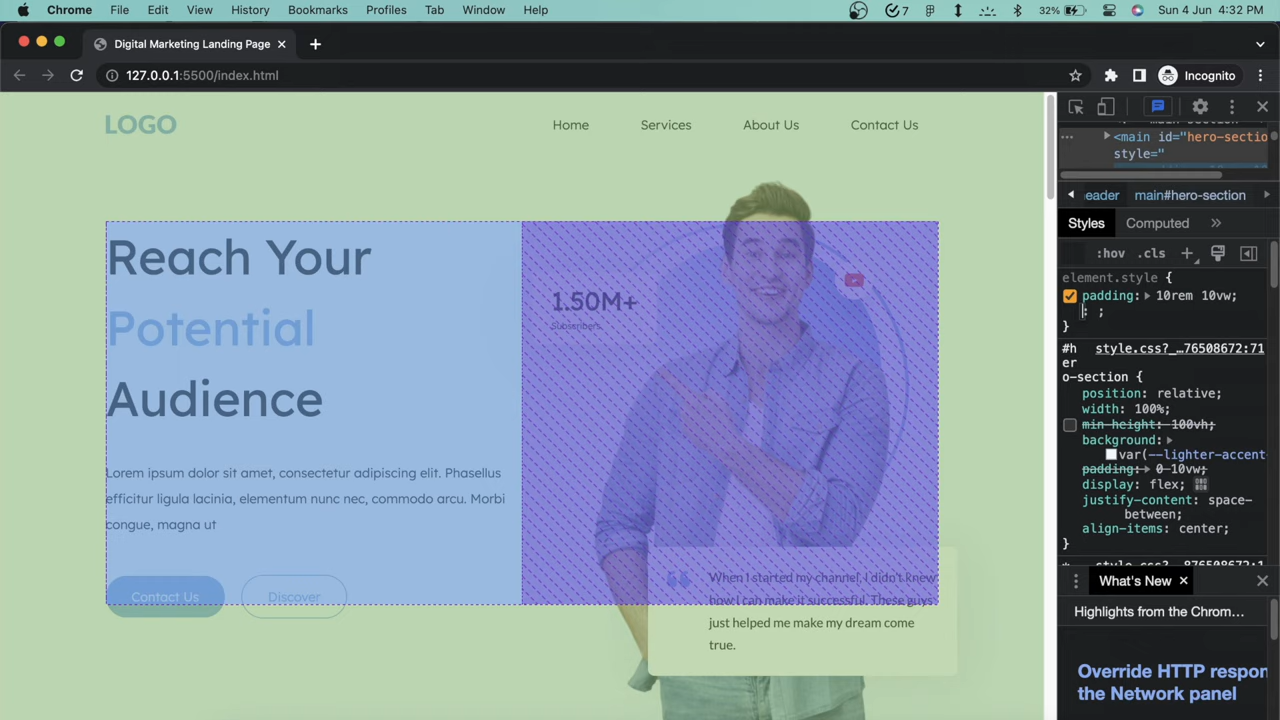 Chrome File Edit View History Bookmarks Profiles Tab Window Help 7 32% Sun 4 Jun 4:32 PM
Digital Marketing Landing Page
127.0.0.1:5500/index.html Incognito
LOGO Home Services About Us Contact Us
Reach Your
Potential
Audience
Lorem ipsum dolor sit amet, consectetur adipiscing elit. Phasellus
efficitur ligula lacinia, elementum nunc nec, commodo arcu. Morbi
congue, magna ut
Contact Us Discover
1.50M+
Subscribers
When I started my channel, I didn't knew
how I can make it successful. These guys
just helped me make my dream come
true.
<main id="hero-sectio
style="
eader main#hero-section
Styles Computed
:hov .cls
element.style {
padding: 10rem 10vw;
: ;
}
#h style.css?_…76508672:71
er
o-section {
position: relative;
width: 100%;
min-height: 100vh;
background:
var(--lighter-accent-
padding: 0 10vw;
display: flex;
justify-content: space-
between;
align-items: center;
}
What's New
Highlights from the Chrom…
Override HTTP respon
the Network panel